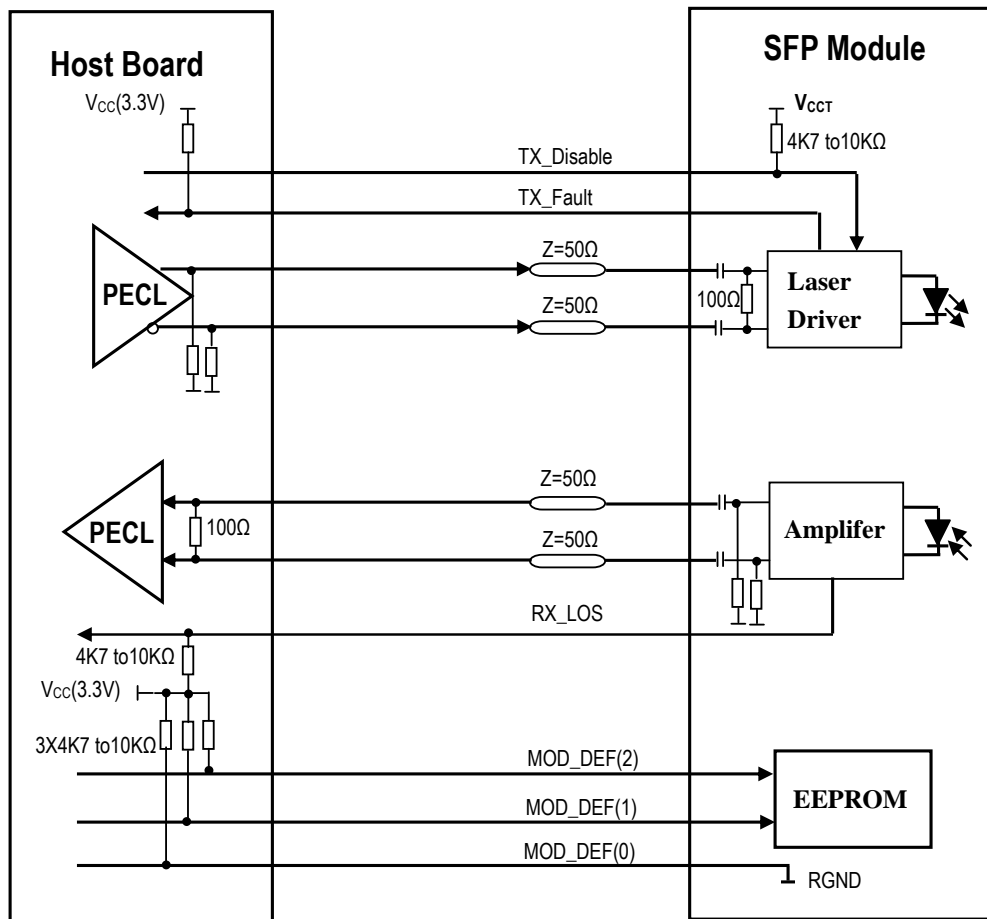 Host Board
SFP Module
VCC(3.3V)
VCCT
4K7 to10KΩ
TX_Disable
TX_Fault
Z=50Ω
PECL
100Ω
Laser
Driver
Z=50Ω
Z=50Ω
PECL
100Ω
Amplifer
Z=50Ω
RX_LOS
4K7 to10KΩ
VCC(3.3V)
3X4K7 to10KΩ
MOD_DEF(2)
EEPROM
MOD_DEF(1)
MOD_DEF(0)
RGND